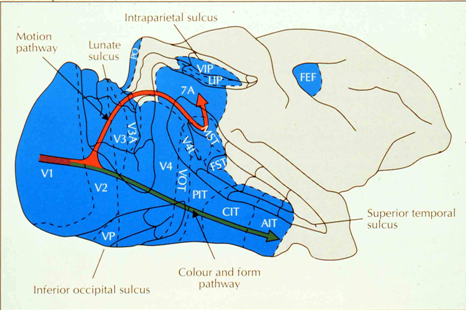 Intraparietal sulcus
Motion
pathway
Lunate
sulcus
PO
VIP
LIP
7A
FEF
V3
V3A
MST
V4t
FST
V1
V2
V4
VOT
PIT
CIT
AIT
VP
Superior temporal
sulcus
Colour and form
pathway
Inferior occipital sulcus